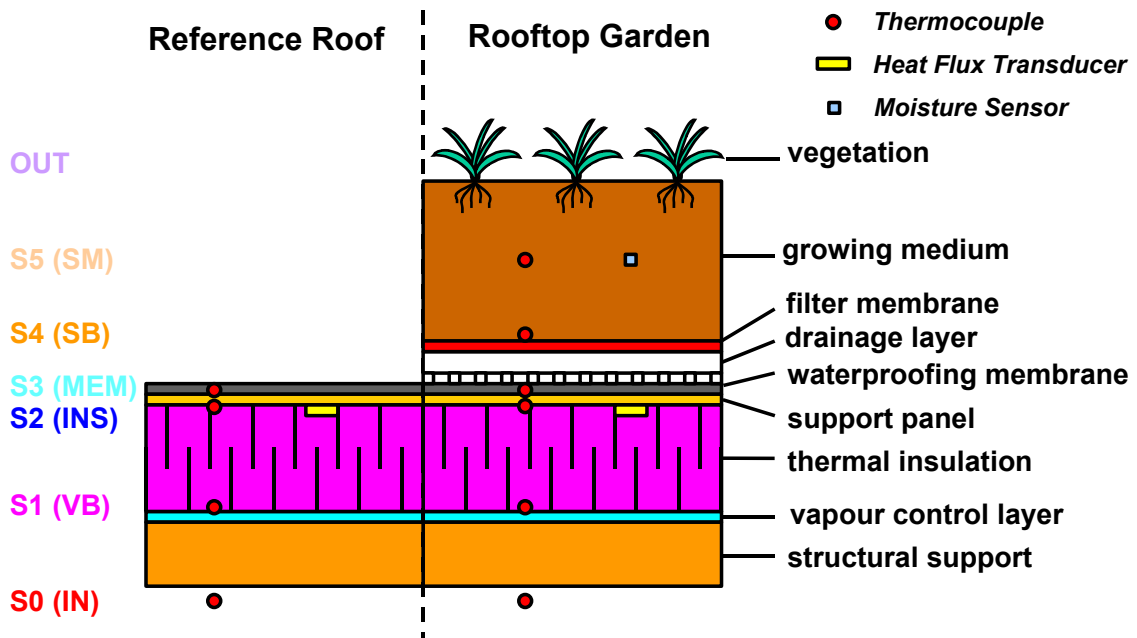 Reference Roof
Rooftop Garden
Thermocouple
Heat Flux Transducer
Moisture Sensor
OUT
S5 (SM)
S4 (SB)
S3 (MEM)
S2 (INS)
S1 (VB)
S0 (IN)
vegetation
growing medium
filter membrane
drainage layer
waterproofing membrane
support panel
thermal insulation
vapour control layer
structural support